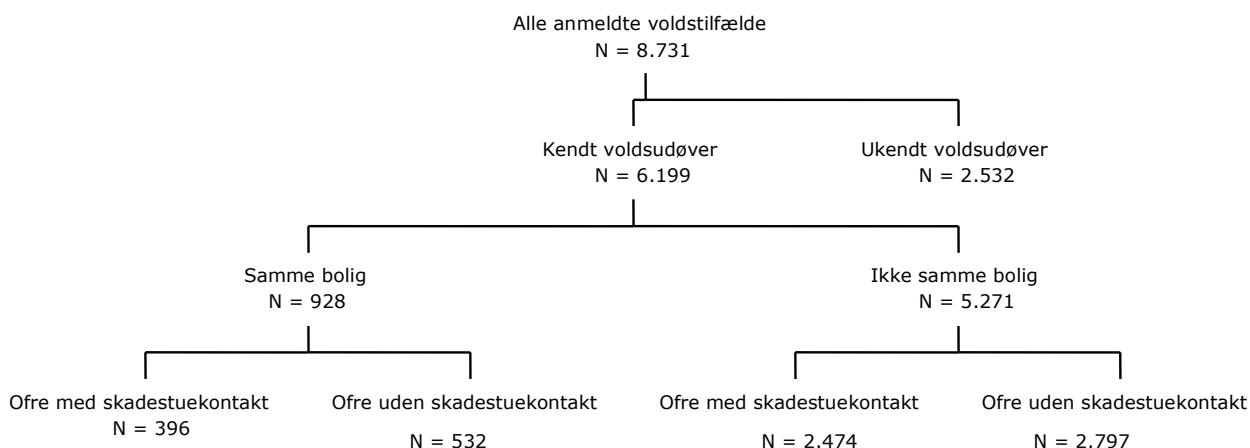 Alle anmeldte voldstilfælde
N = 8.731
Kendt voldsudøver
N = 6.199
Ukendt voldsudøver
N = 2.532
Samme bolig
N = 928
Ikke samme bolig
N = 5.271
Ofre med skadestuekontakt
N = 396
Ofre uden skadestuekontakt
N = 532
Ofre med skadestuekontakt
N = 2.474
Ofre uden skadestuekontakt
N = 2.797